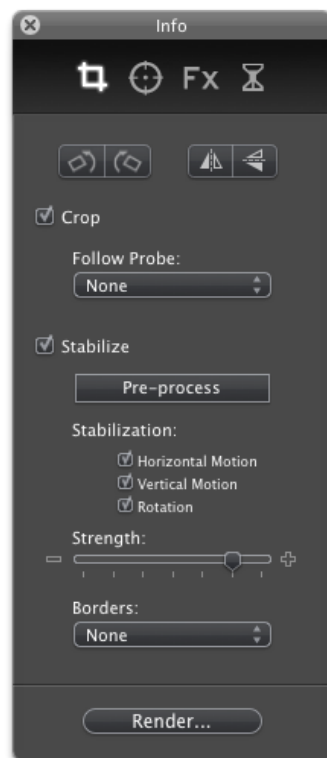 Info
Fx
Crop
Follow Probe:
None
Stabilize
Pre-process
Stabilization:
Horizontal Motion
Vertical Motion
Rotation
Strength:
Borders:
None
Render...